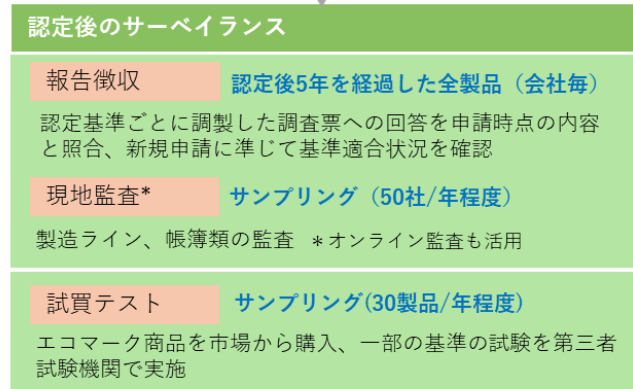 認定後のサーベイランス
報告徴収 認定後5年を経過した全製品（会社毎）
認定基準ごとに調製した調査票への回答を申請時点の内容
と照合、新規申請に準じて基準適合状況を確認
現地監査* サンプリング（50社/年程度）
製造ライン、帳簿類の監査 ＊オンライン監査も活用
試買テスト サンプリング(30製品/年程度)
エコマーク商品を市場から購入、一部の基準の試験を第三者
試験機関で実施